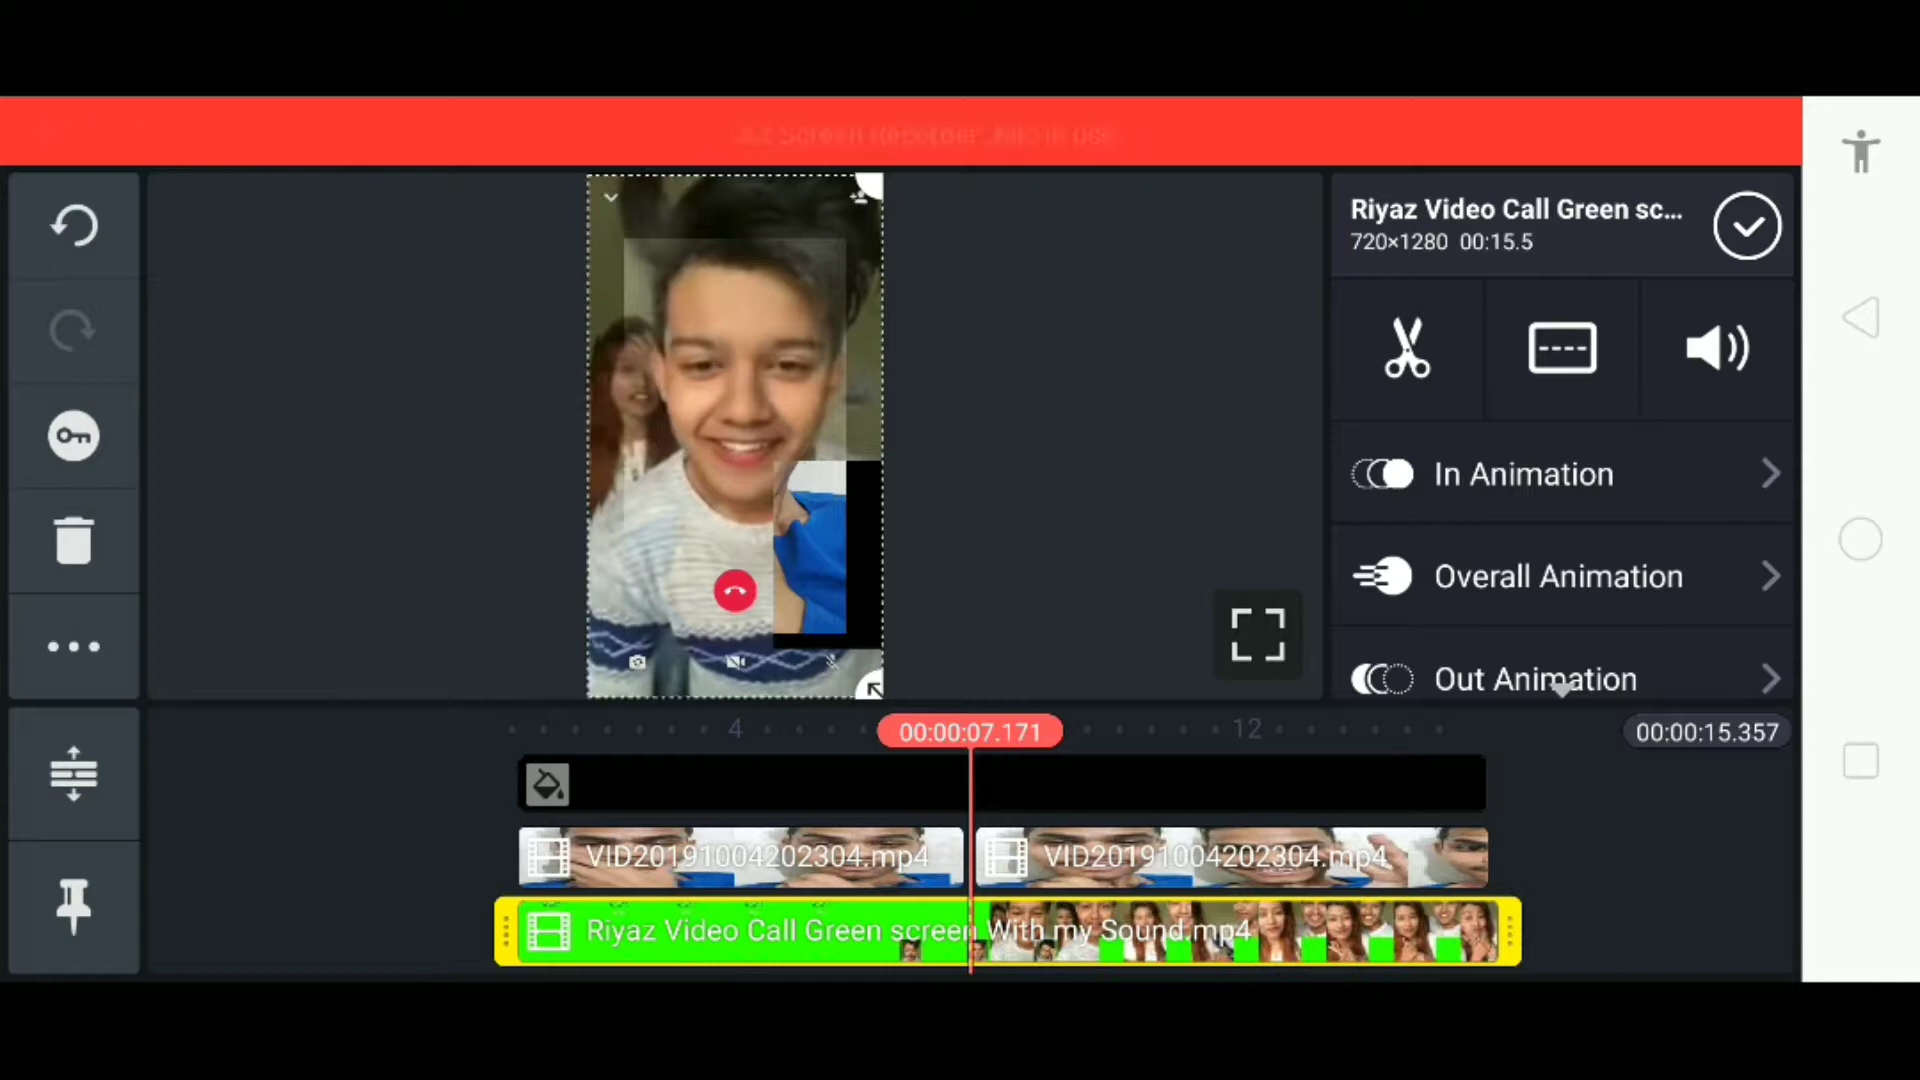 Riyaz Video Call Green sc...
720×1280 00:15.5
In Animation
Overall Animation
Out Animation
4
00:00:07.171
12
00:00:15.357
VID20191004202304.mp4
VID20191004202304.mp4
Riyaz Video Call Green screen With my Sound.mp4